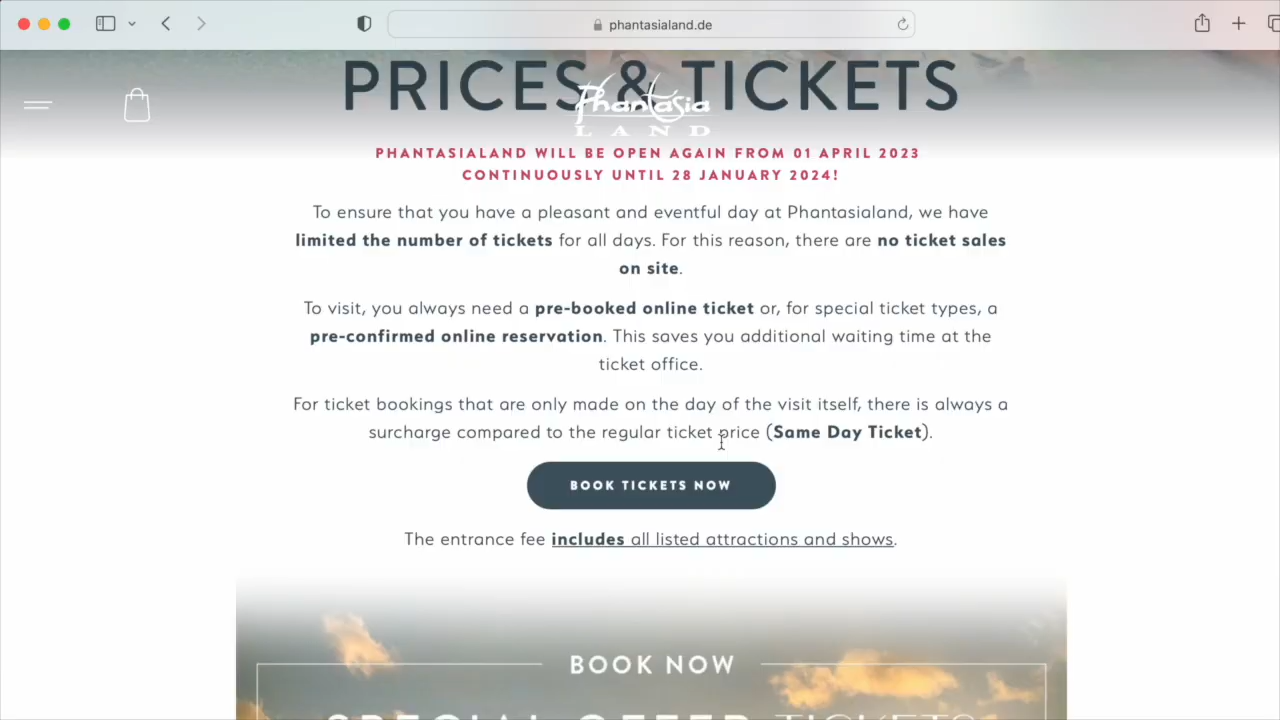 phantasialand.de
PRICES & TICKETS
Phantasia
LAND
PHANTASIALAND WILL BE OPEN AGAIN FROM 01 APRIL 2023
CONTINUOUSLY UNTIL 28 JANUARY 2024!
To ensure that you have a pleasant and eventful day at Phantasialand, we have
limited the number of tickets for all days. For this reason, there are no ticket sales
on site.
To visit, you always need a pre-booked online ticket or, for special ticket types, a
pre-confirmed online reservation. This saves you additional waiting time at the
ticket office.
For ticket bookings that are only made on the day of the visit itself, there is always a
surcharge compared to the regular ticket price (Same Day Ticket).
BOOK TICKETS NOW
The entrance fee includes all listed attractions and shows.
BOOK NOW
SPECIAL OFFER TICKETS